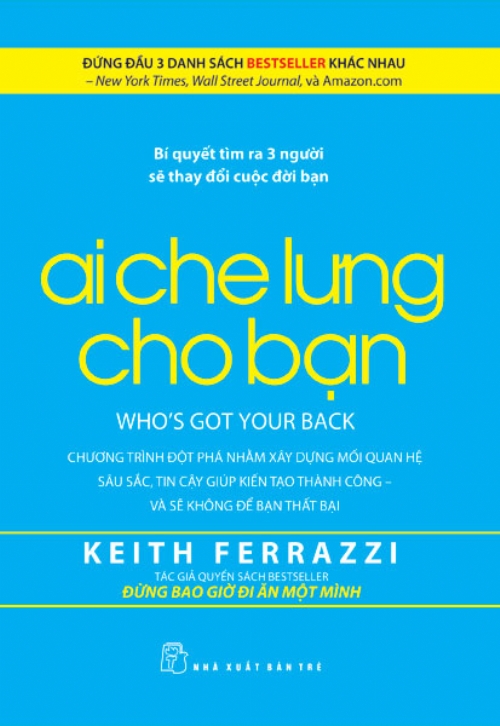 ĐỨNG ĐẦU 3 DANH SÁCH BESTSELLER KHÁC NHAU
– New York Times, Wall Street Journal, và Amazon.com
Bí quyết tìm ra 3 người
sẽ thay đổi cuộc đời bạn
ai che lưng
cho bạn
WHO'S GOT YOUR BACK
CHƯƠNG TRÌNH ĐỘT PHÁ NHẰM XÂY DỰNG MỐI QUAN HỆ
SÂU SẮC, TIN CẬY GIÚP KIẾN TẠO THÀNH CÔNG –
VÀ SẼ KHÔNG ĐỂ BẠN THẤT BẠI
KEITH FERRAZZI
TÁC GIẢ QUYỂN SÁCH BESTSELLER
ĐỪNG BAO GIỜ ĐI ĂN MỘT MÌNH
NHÀ XUẤT BẢN TRẺ